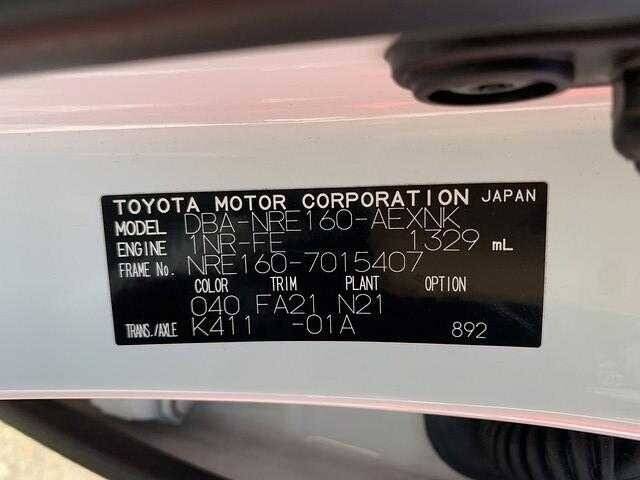 TOYOTA MOTOR CORPORATION JAPAN
MODEL DBA-NRE160-AEXNK
ENGINE 1NR-FE 1329 mL
FRAME No. NRE160-7015407
COLOR TRIM PLANT OPTION
040 FA21 N21
TRANS./AXLE K411 -01A 892